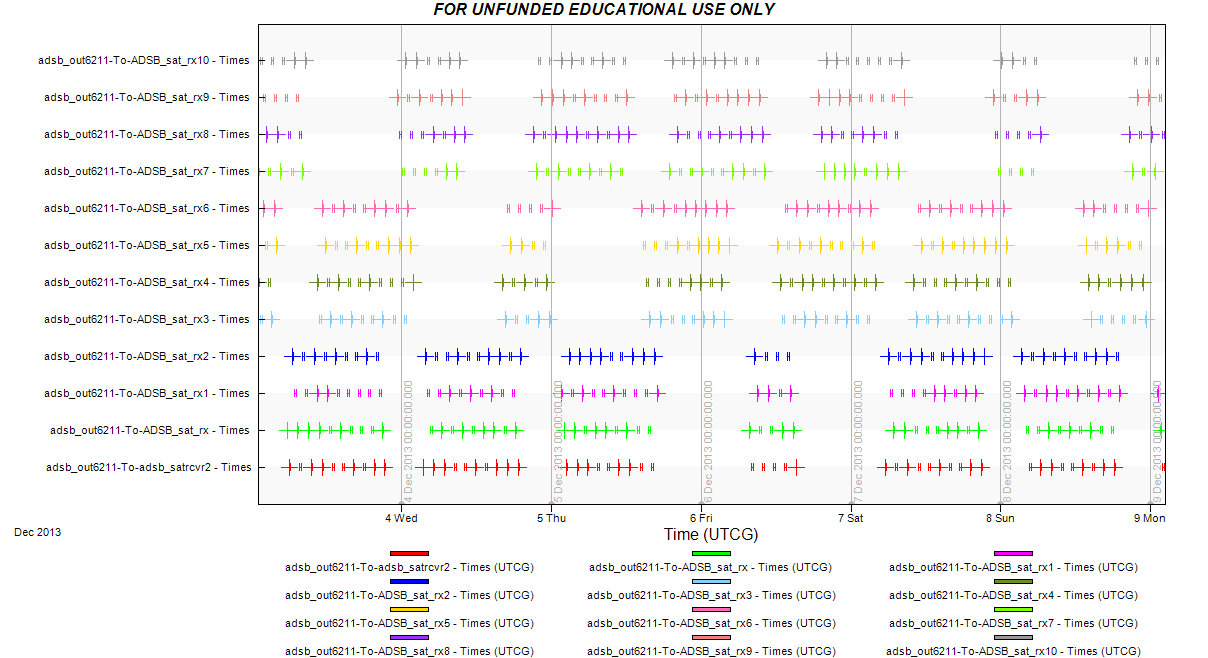 FOR UNFUNDED EDUCATIONAL USE ONLY
adsb_out6211-To-ADSB_sat_rx10 - Times
adsb_out6211-To-ADSB_sat_rx9 - Times
adsb_out6211-To-ADSB_sat_rx8 - Times
adsb_out6211-To-ADSB_sat_rx7 - Times
adsb_out6211-To-ADSB_sat_rx6 - Times
adsb_out6211-To-ADSB_sat_rx5 - Times
adsb_out6211-To-ADSB_sat_rx4 - Times
adsb_out6211-To-ADSB_sat_rx3 - Times
adsb_out6211-To-ADSB_sat_rx2 - Times
adsb_out6211-To-ADSB_sat_rx1 - Times
adsb_out6211-To-ADSB_sat_rx - Times
adsb_out6211-To-adsb_satrcvr2 - Times
4 Dec 2013 00:00:00.000
5 Dec 2013 00:00:00.000
6 Dec 2013 00:00:00.000
7 Dec 2013 00:00:00.000
8 Dec 2013 00:00:00.000
9 Dec 2013 00:00:00.000
4 Wed 5 Thu 6 Fri 7 Sat 8 Sun 9 Mon
Dec 2013
Time (UTCG)
adsb_out6211-To-adsb_satrcvr2 - Times (UTCG) adsb_out6211-To-ADSB_sat_rx - Times (UTCG) adsb_out6211-To-ADSB_sat_rx1 - Times (UTCG)
adsb_out6211-To-ADSB_sat_rx2 - Times (UTCG) adsb_out6211-To-ADSB_sat_rx3 - Times (UTCG) adsb_out6211-To-ADSB_sat_rx4 - Times (UTCG)
adsb_out6211-To-ADSB_sat_rx5 - Times (UTCG) adsb_out6211-To-ADSB_sat_rx6 - Times (UTCG) adsb_out6211-To-ADSB_sat_rx7 - Times (UTCG)
adsb_out6211-To-ADSB_sat_rx8 - Times (UTCG) adsb_out6211-To-ADSB_sat_rx9 - Times (UTCG) adsb_out6211-To-ADSB_sat_rx10 - Times (UTCG)